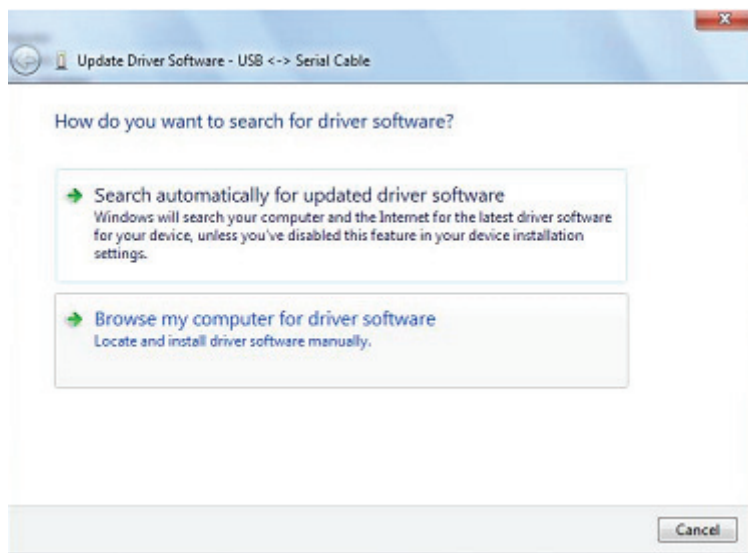 Update Driver Software - USB <-> Serial Cable
How do you want to search for driver software?
Search automatically for updated driver software
Windows will search your computer and the Internet for the latest driver software
for your device, unless you've disabled this feature in your device installation
settings.
Browse my computer for driver software
Locate and install driver software manually.
Cancel